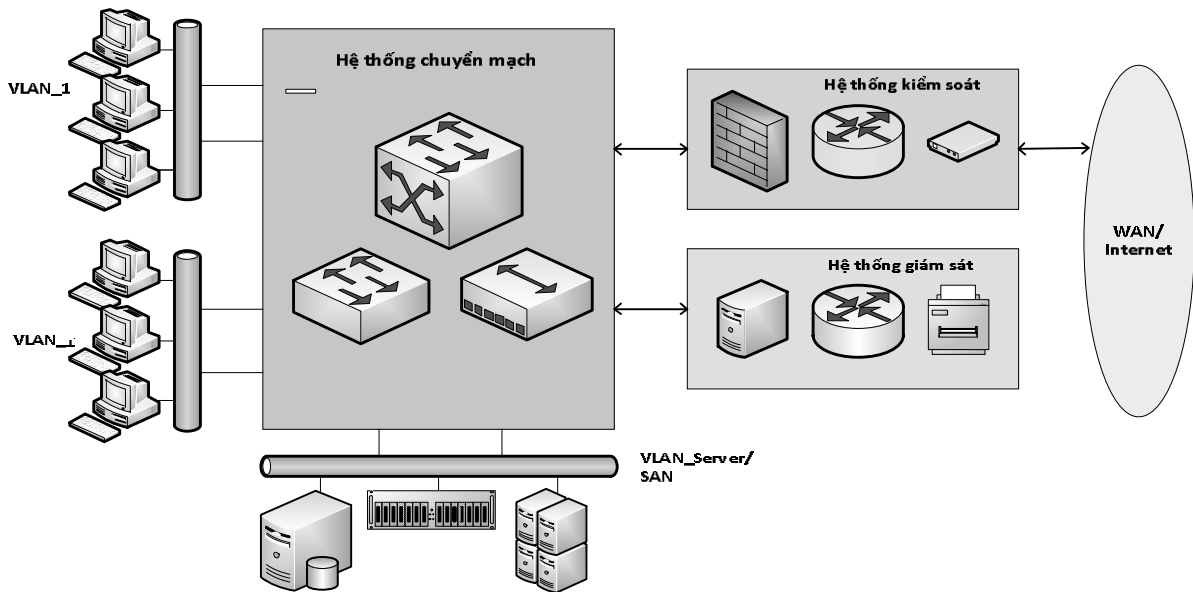 Hệ thống chuyển mạch
VLAN_1
Hệ thống kiểm soát
WAN/
Internet
Hệ thống giám sát
VLAN_Server/
SAN